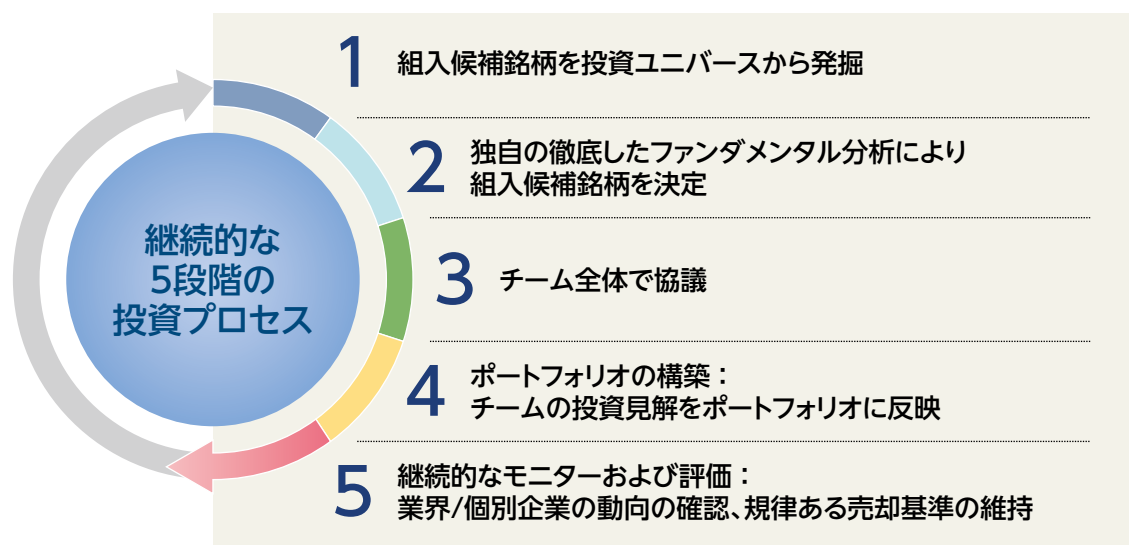 継続的な
5段階の
投資プロセス
1
組入候補銘柄を投資ユニバースから発掘
2
独自の徹底したファンダメンタル分析により
組入候補銘柄を決定
3
チーム全体で協議
4
ポートフォリオの構築：
チームの投資見解をポートフォリオに反映
5
継続的なモニターおよび評価：
業界/個別企業の動向の確認、規律ある売却基準の維持